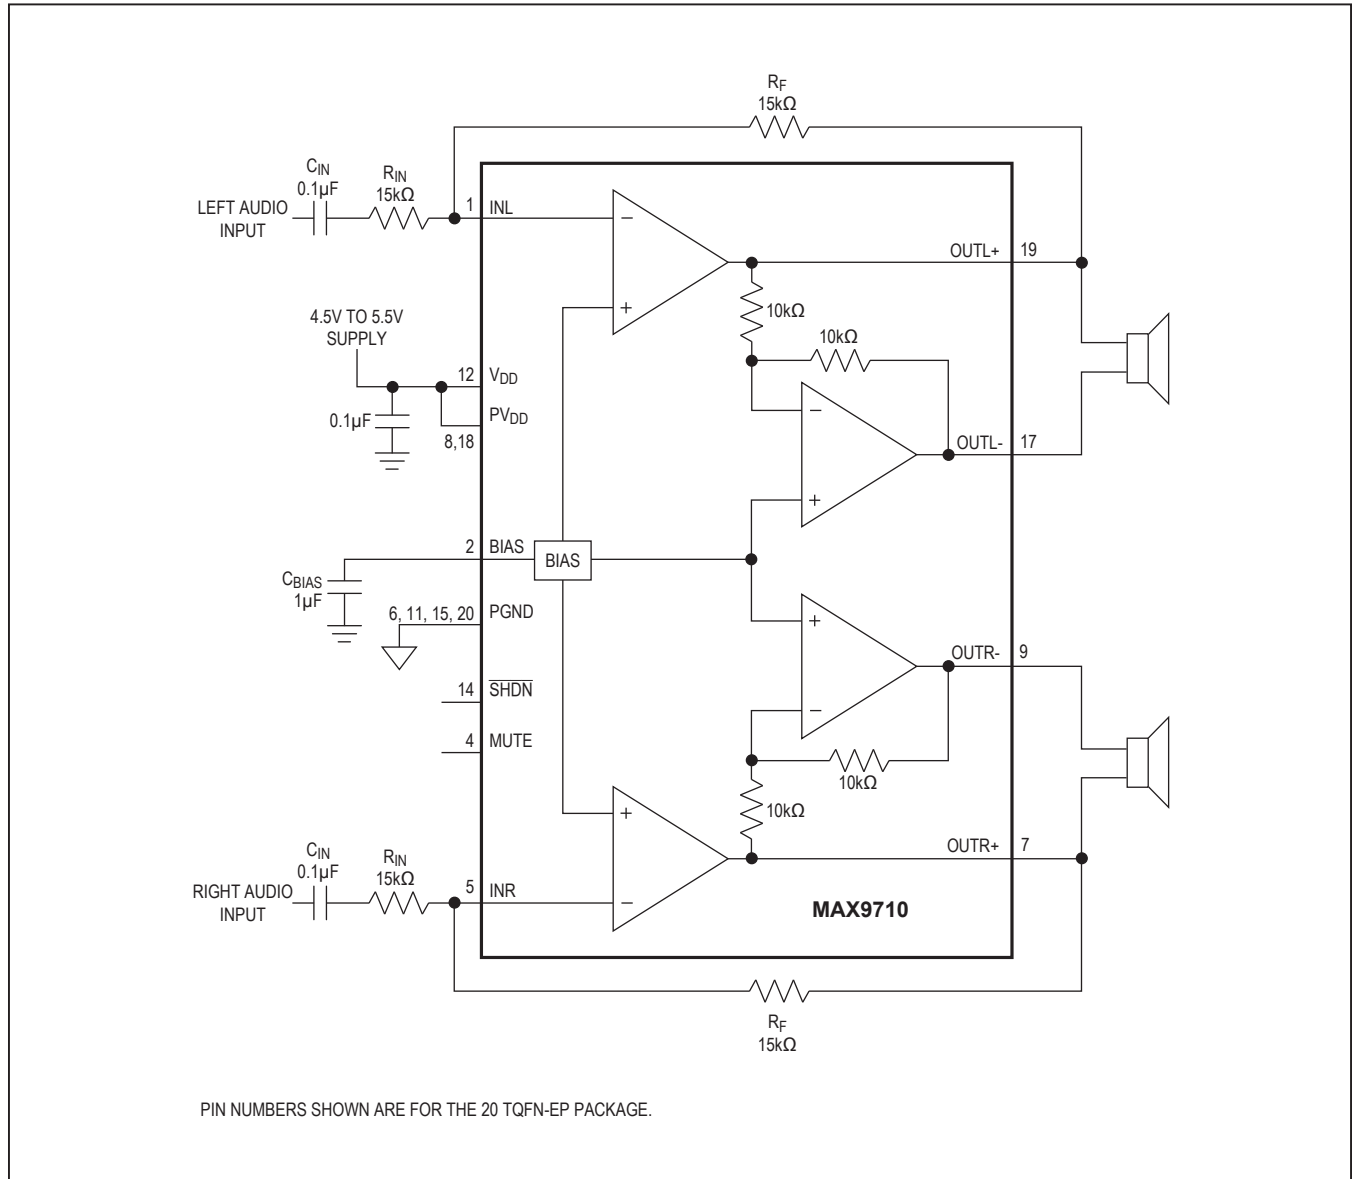 RF
15kΩ
CIN
0.1µF
RIN
15kΩ
LEFT AUDIO
INPUT
1
INL
−
+
OUTL+
19
10kΩ
10kΩ
4.5V TO 5.5V
SUPPLY
12
VDD
0.1µF
PVDD
8,18
−
+
OUTL-
17
2
BIAS
BIAS
CBIAS
1µF
6, 11, 15, 20
PGND
+
−
OUTR-
9
14
SHDN
4
MUTE
10kΩ
10kΩ
+
−
OUTR+
7
CIN
0.1µF
RIN
15kΩ
RIGHT AUDIO
INPUT
5
INR
MAX9710
RF
15kΩ
PIN NUMBERS SHOWN ARE FOR THE 20 TQFN-EP PACKAGE.